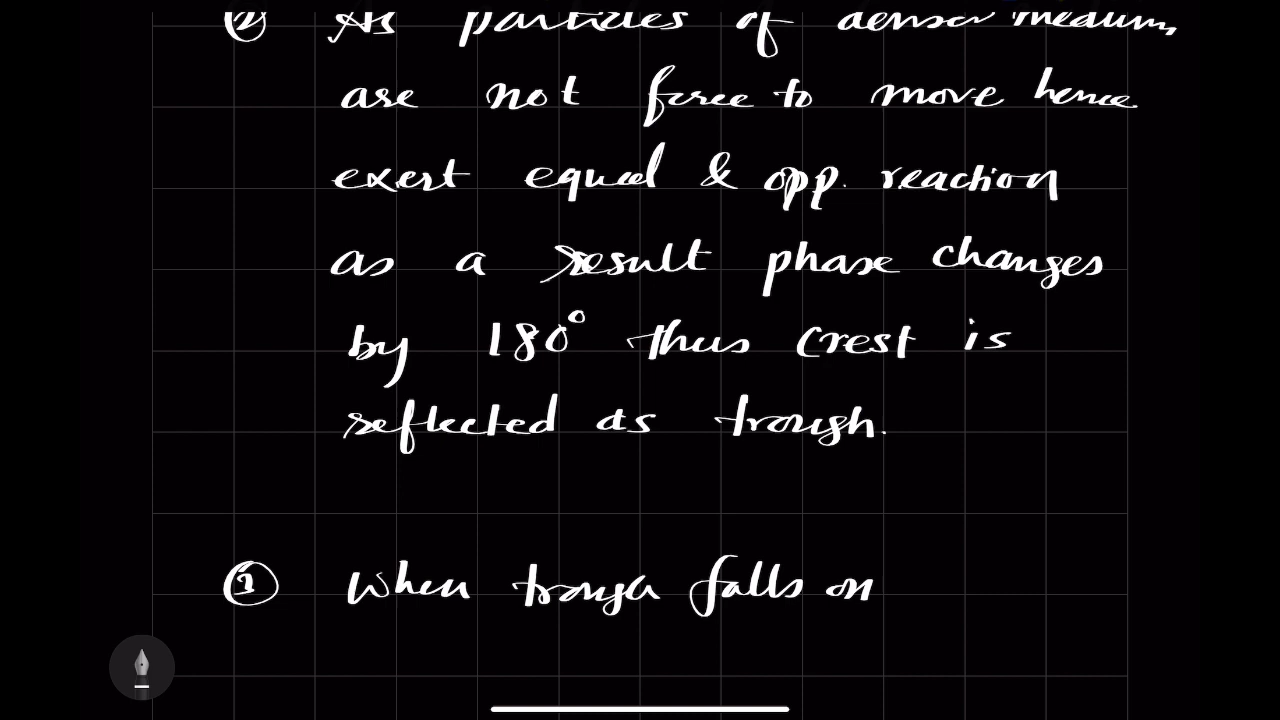 ② As particles of denser medium,
are not force to move hence
exert equal & opp. reaction
as a result phase changes
by 180° thus crest is
reflected as trough.
③ When trough falls on